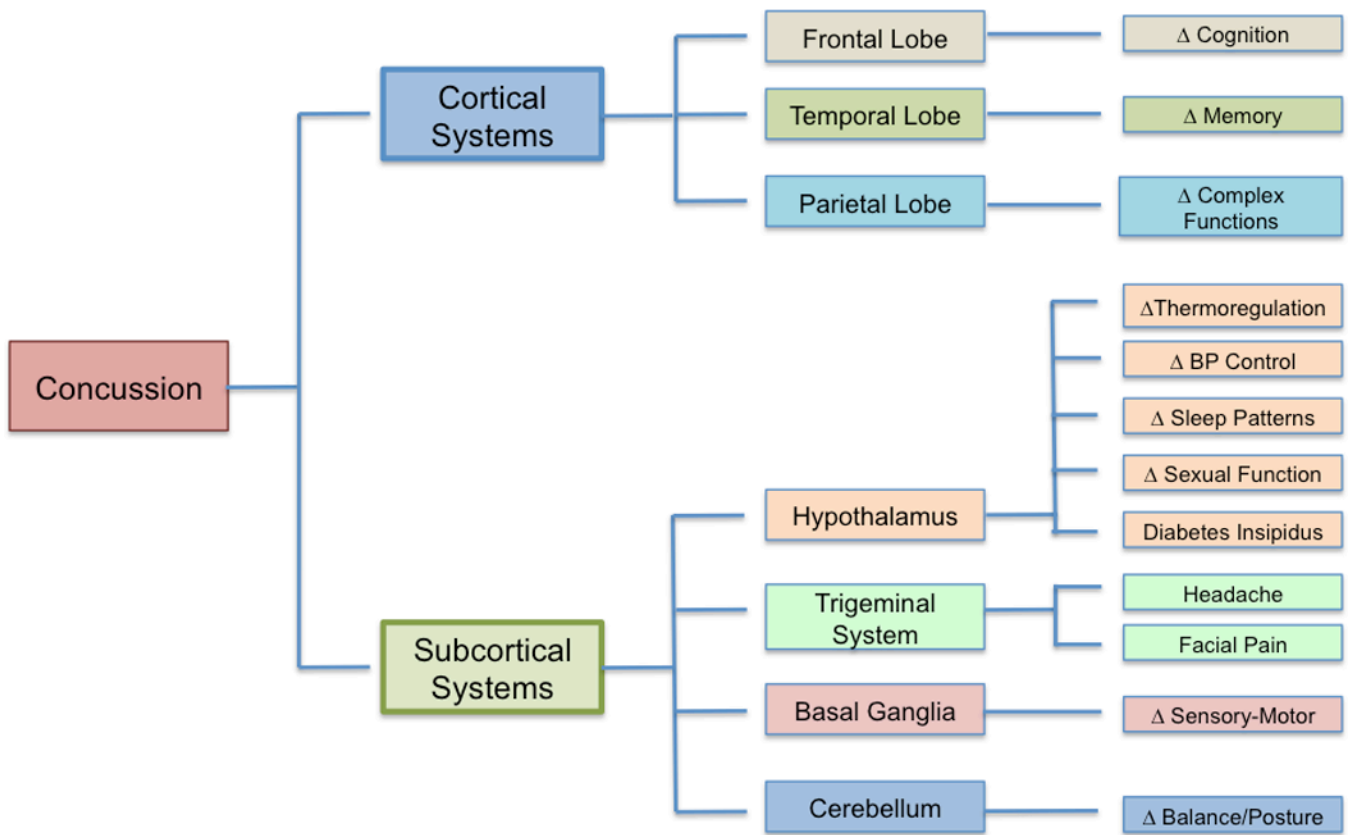 Frontal Lobe
Δ Cognition
Cortical
Systems
Temporal Lobe
Δ Memory
Parietal Lobe
Δ Complex
Functions
Concussion
ΔThermoregulation
Δ BP Control
Δ Sleep Patterns
Δ Sexual Function
Hypothalamus
Diabetes Insipidus
Subcortical
Systems
Trigeminal
System
Headache
Facial Pain
Basal Ganglia
Δ Sensory-Motor
Cerebellum
Δ Balance/Posture